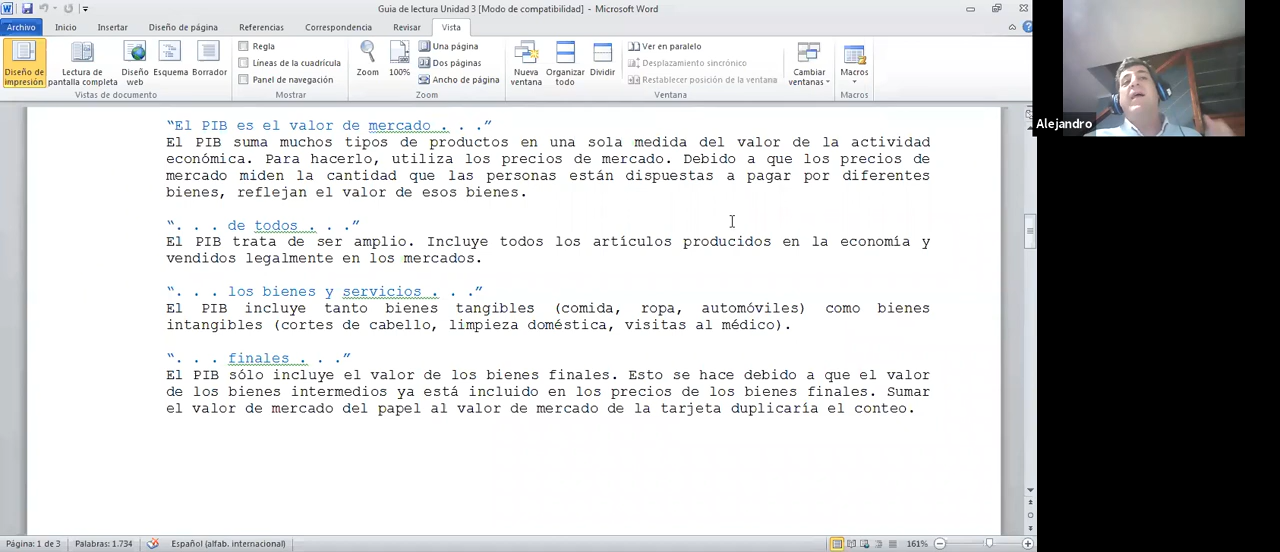 Guia de lectura Unidad 3 [Modo de compatibilidad] - Microsoft Word
Archivo Inicio Insertar Diseño de página Referencias Correspondencia Revisar Vista
Diseño de impresión
Lectura de pantalla completa
Diseño web
Esquema
Borrador
Vistas de documento
Regla
Líneas de la cuadrícula
Panel de navegación
Mostrar
Zoom
100%
Una página
Dos páginas
Ancho de página
Zoom
Nueva ventana
Organizar todo
Dividir
Ver en paralelo
Desplazamiento sincrónico
Restablecer posición de la ventana
Ventana
Cambiar ventanas
Macros
Macros
Alejandro
“El PIB es el valor de mercado . . .”
El PIB suma muchos tipos de productos en una sola medida del valor de la actividad
económica. Para hacerlo, utiliza los precios de mercado. Debido a que los precios de
mercado miden la cantidad que las personas están dispuestas a pagar por diferentes
bienes, reflejan el valor de esos bienes.
“. . . de todos . . .”
El PIB trata de ser amplio. Incluye todos los artículos producidos en la economía y
vendidos legalmente en los mercados.
“. . . los bienes y servicios . . .”
El PIB incluye tanto bienes tangibles (comida, ropa, automóviles) como bienes
intangibles (cortes de cabello, limpieza doméstica, visitas al médico).
“. . . finales . . .”
El PIB sólo incluye el valor de los bienes finales. Esto se hace debido a que el valor
de los bienes intermedios ya está incluido en los precios de los bienes finales. Sumar
el valor de mercado del papel al valor de mercado de la tarjeta duplicaría el conteo.
Página: 1 de 3 Palabras: 1.734 Español (alfab. internacional) 161%